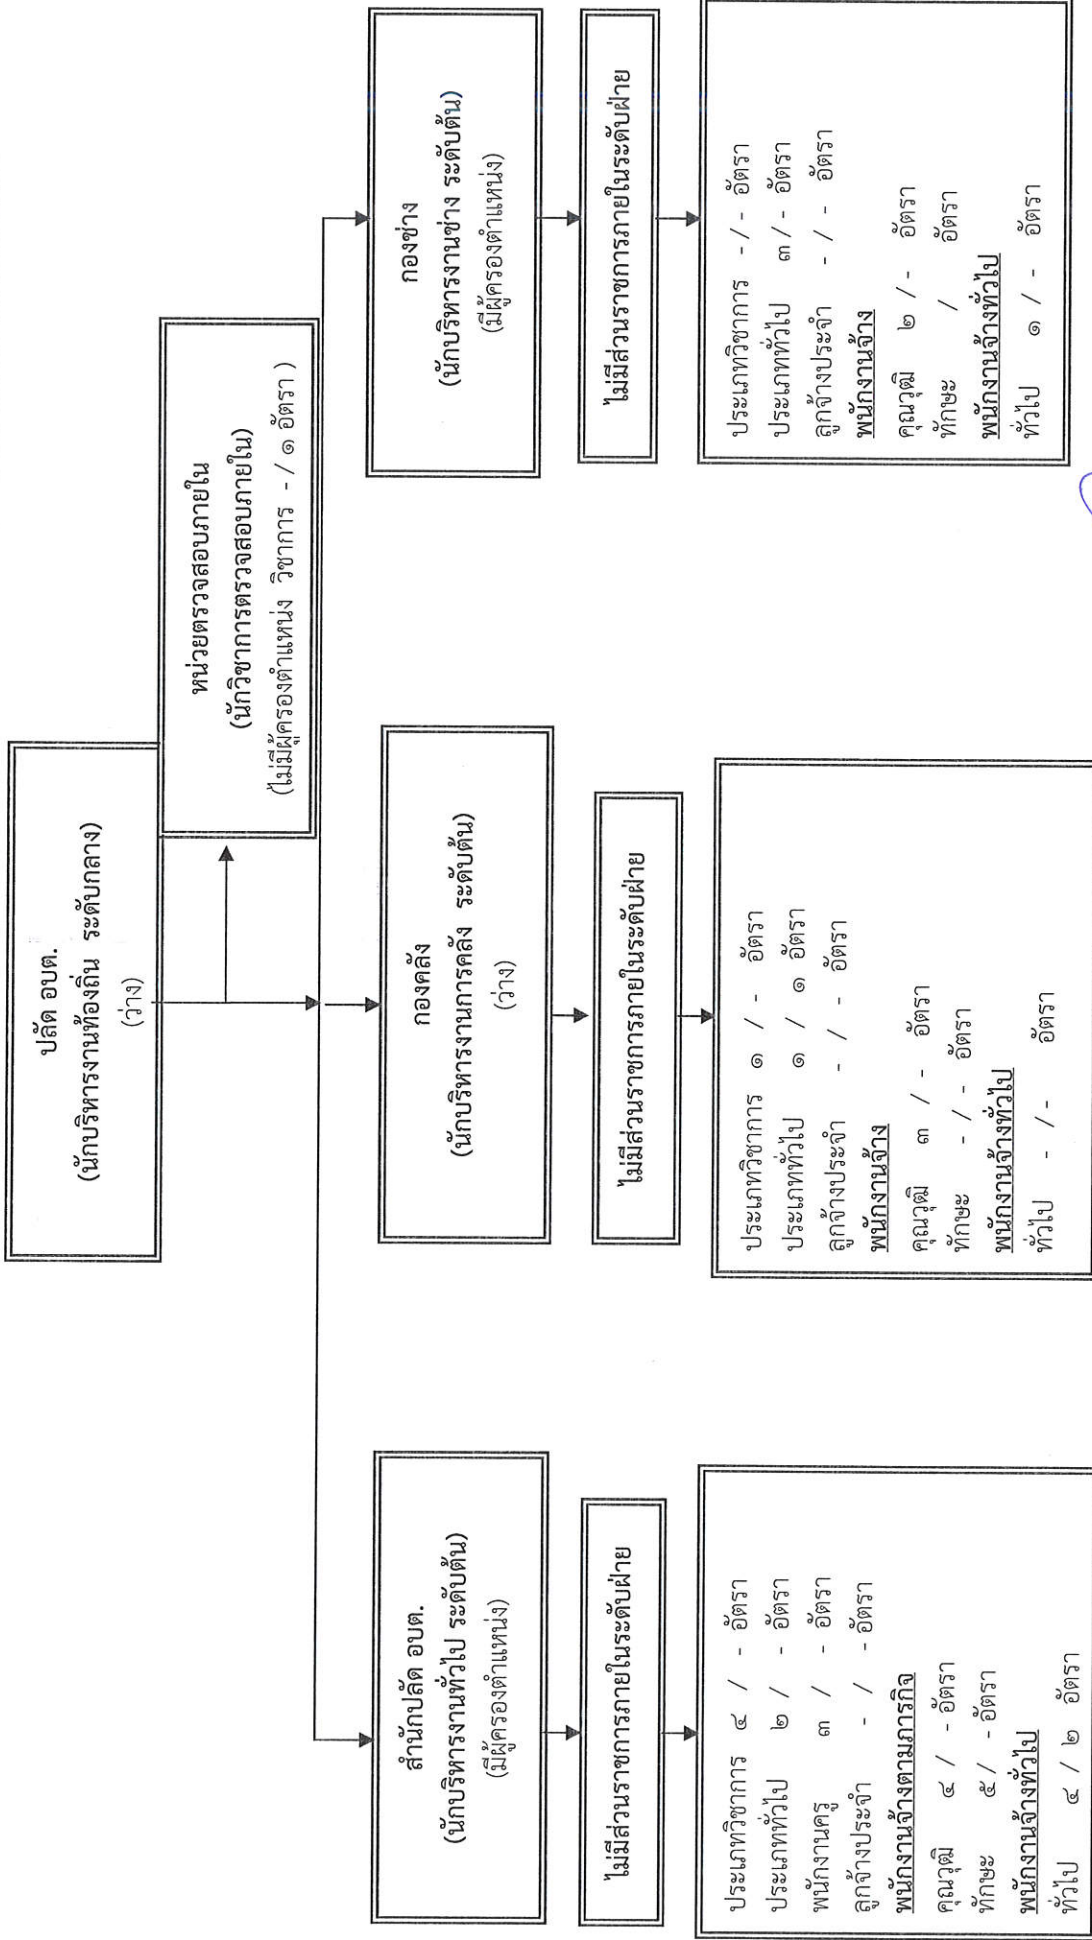 ปลัด อบต.
(นักบริหารงานท้องถิ่น ระดับกลาง)
(ว่าง)
หน่วยตรวจสอบภายใน
(นักวิชาการตรวจสอบภายใน)
(ไม่มีผู้ครองตำแหน่ง วิชาการ - / ๑ อัตรา )
สำนักปลัด อบต.
(นักบริหารงานทั่วไป ระดับต้น)
(มีผู้ครองตำแหน่ง)
ไม่มีส่วนราชการภายในระดับฝ่าย
ประเภทวิชาการ ๔ / - อัตรา
ประเภททั่วไป ๒ / - อัตรา
พนักงานครู ๓ / - อัตรา
ลูกจ้างประจำ - / - อัตรา
พนักงานจ้างตามภารกิจ
คุณวุฒิ ๔ / - อัตรา
ทักษะ ๕ / - อัตรา
พนักงานจ้างทั่วไป
ทั่วไป ๔ / ๒ อัตรา
กองคลัง
(นักบริหารงานการคลัง ระดับต้น)
(ว่าง)
ไม่มีส่วนราชการภายในระดับฝ่าย
ประเภทวิชาการ ๑ / - อัตรา
ประเภททั่วไป ๑ / ๑ อัตรา
ลูกจ้างประจำ - / - อัตรา
พนักงานจ้าง
คุณวุฒิ ๓ / - อัตรา
ทักษะ - / - อัตรา
พนักงานจ้างทั่วไป
ทั่วไป - / - อัตรา
กองช่าง
(นักบริหารงานช่าง ระดับต้น)
(มีผู้ครองตำแหน่ง)
ไม่มีส่วนราชการภายในระดับฝ่าย
ประเภทวิชาการ - / - อัตรา
ประเภททั่วไป ๓ / - อัตรา
ลูกจ้างประจำ - / - อัตรา
พนักงานจ้าง
คุณวุฒิ ๒ / - อัตรา
ทักษะ / อัตรา
พนักงานจ้างทั่วไป
ทั่วไป ๑ / - อัตรา